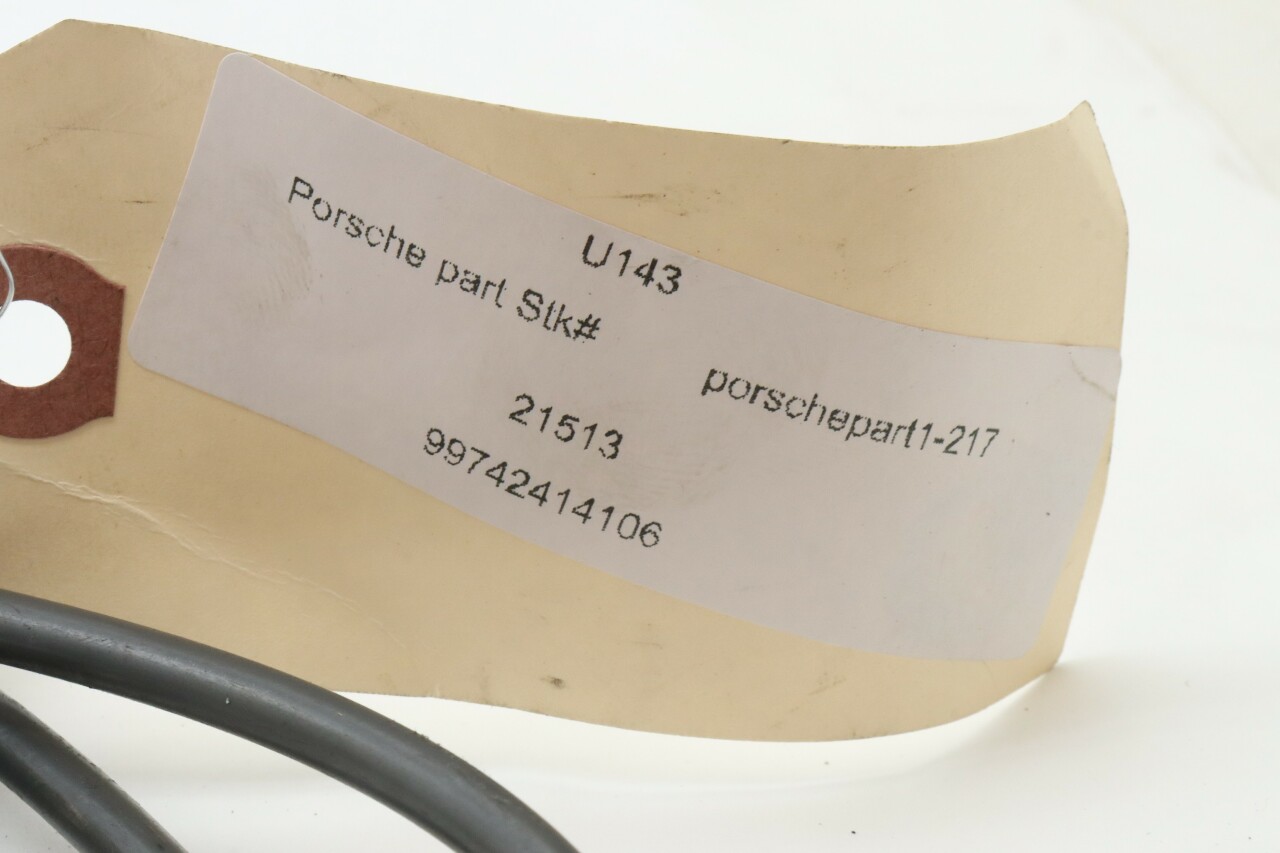 U143
Porsche part Stk#
porschepart1-217
21513
99742414106